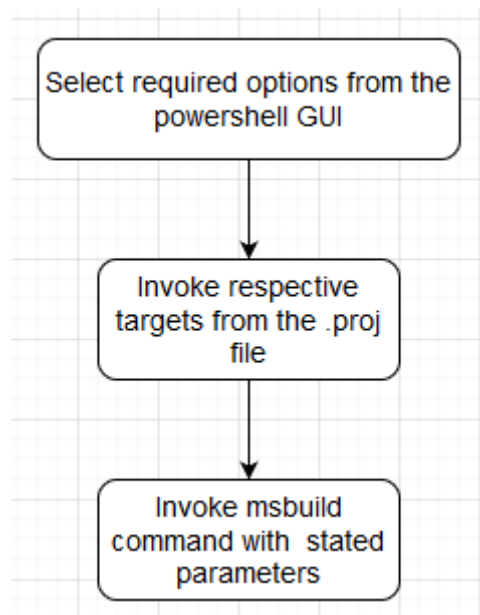 Select required options from the
powershell GUI
Invoke respective
targets from the .proj
file
Invoke msbuild
command with  stated
parameters